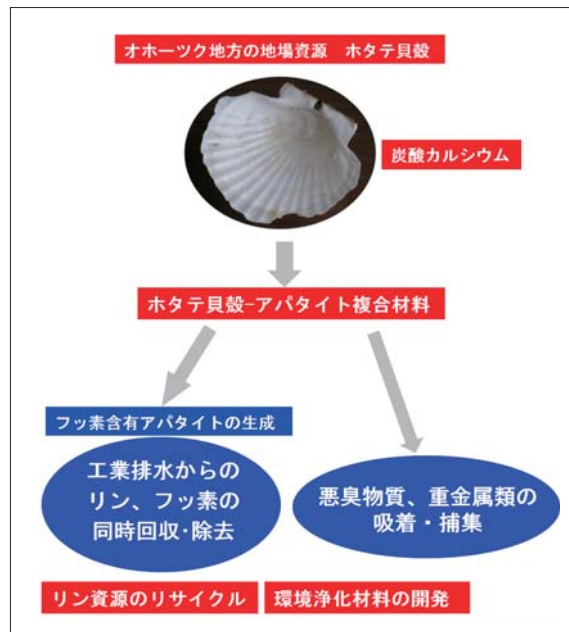 オホーツク地方の地場資源　ホタテ貝殻
炭酸カルシウム
ホタテ貝殻-アパタイト複合材料
フッ素含有アパタイトの生成
工業排水からの
リン、フッ素の
同時回収・除去
悪臭物質、重金属類の
吸着・捕集
リン資源のリサイクル
環境浄化材料の開発